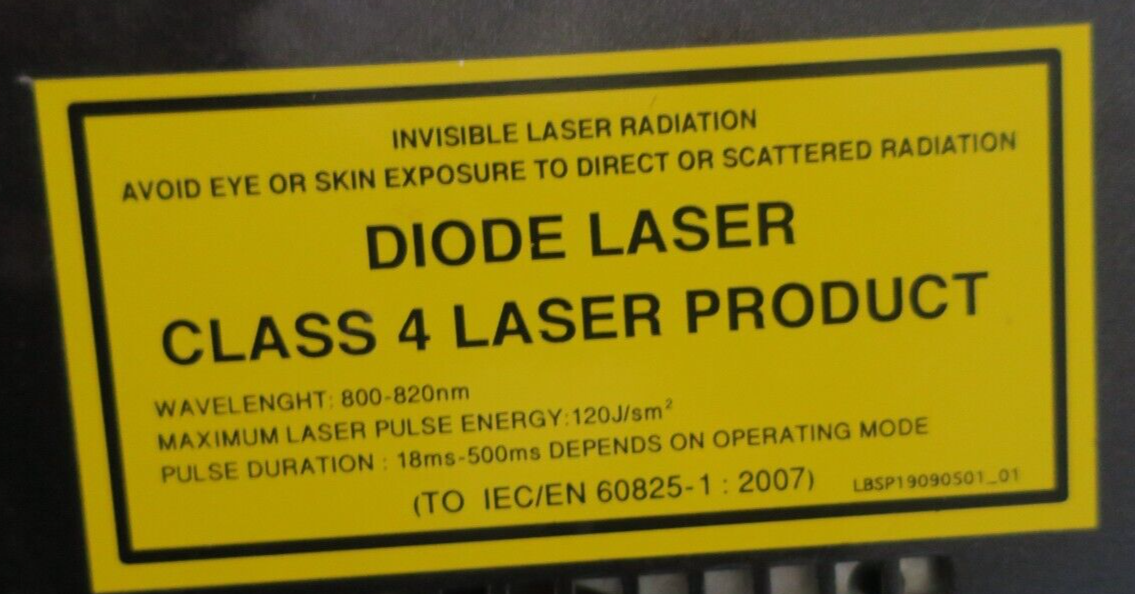 INVISIBLE LASER RADIATION
AVOID EYE OR SKIN EXPOSURE TO DIRECT OR SCATTERED RADIATION
DIODE LASER
CLASS 4 LASER PRODUCT
WAVELENGHT: 800-820nm
MAXIMUM LASER PULSE ENERGY:120J/sm²
PULSE DURATION : 18ms-500ms DEPENDS ON OPERATING MODE
(TO IEC/EN 60825-1 : 2007) LBSP19090501_01